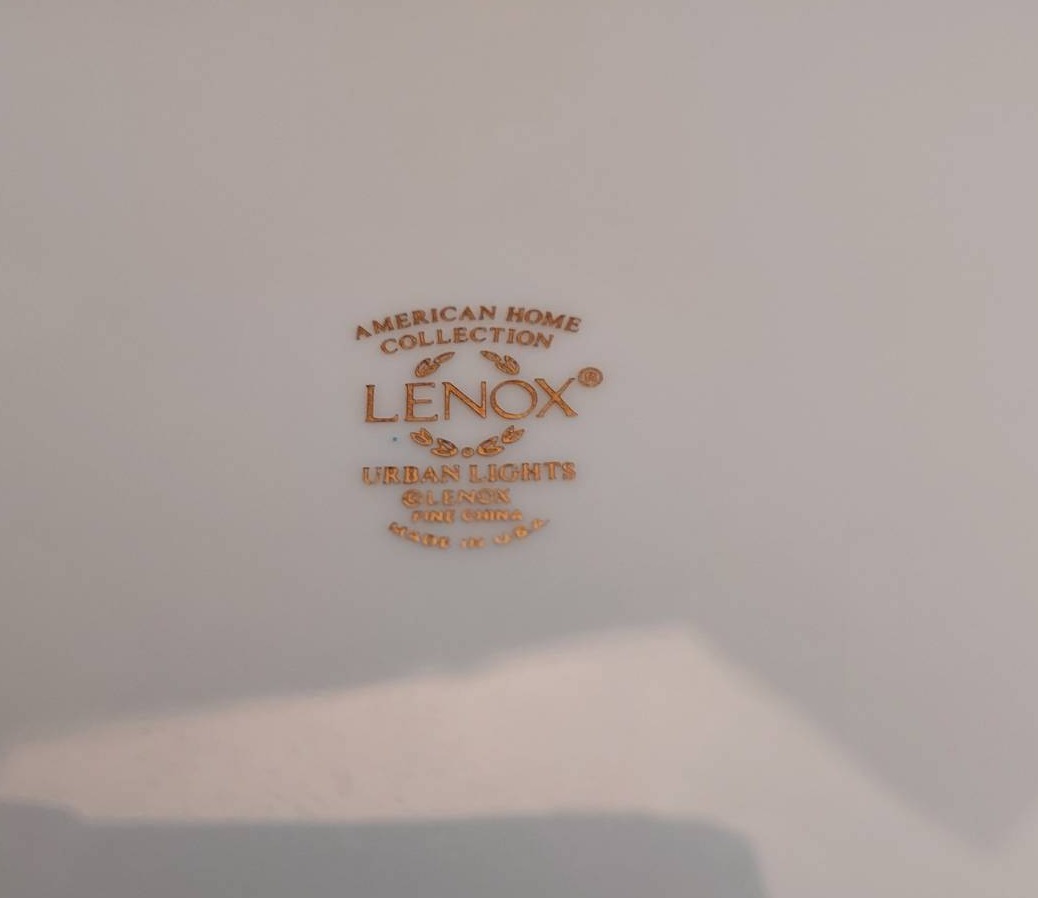 AMERICAN HOME
COLLECTION
LENOX®
URBAN LIGHTS
© LENOX
FINE CHINA
MADE IN USA